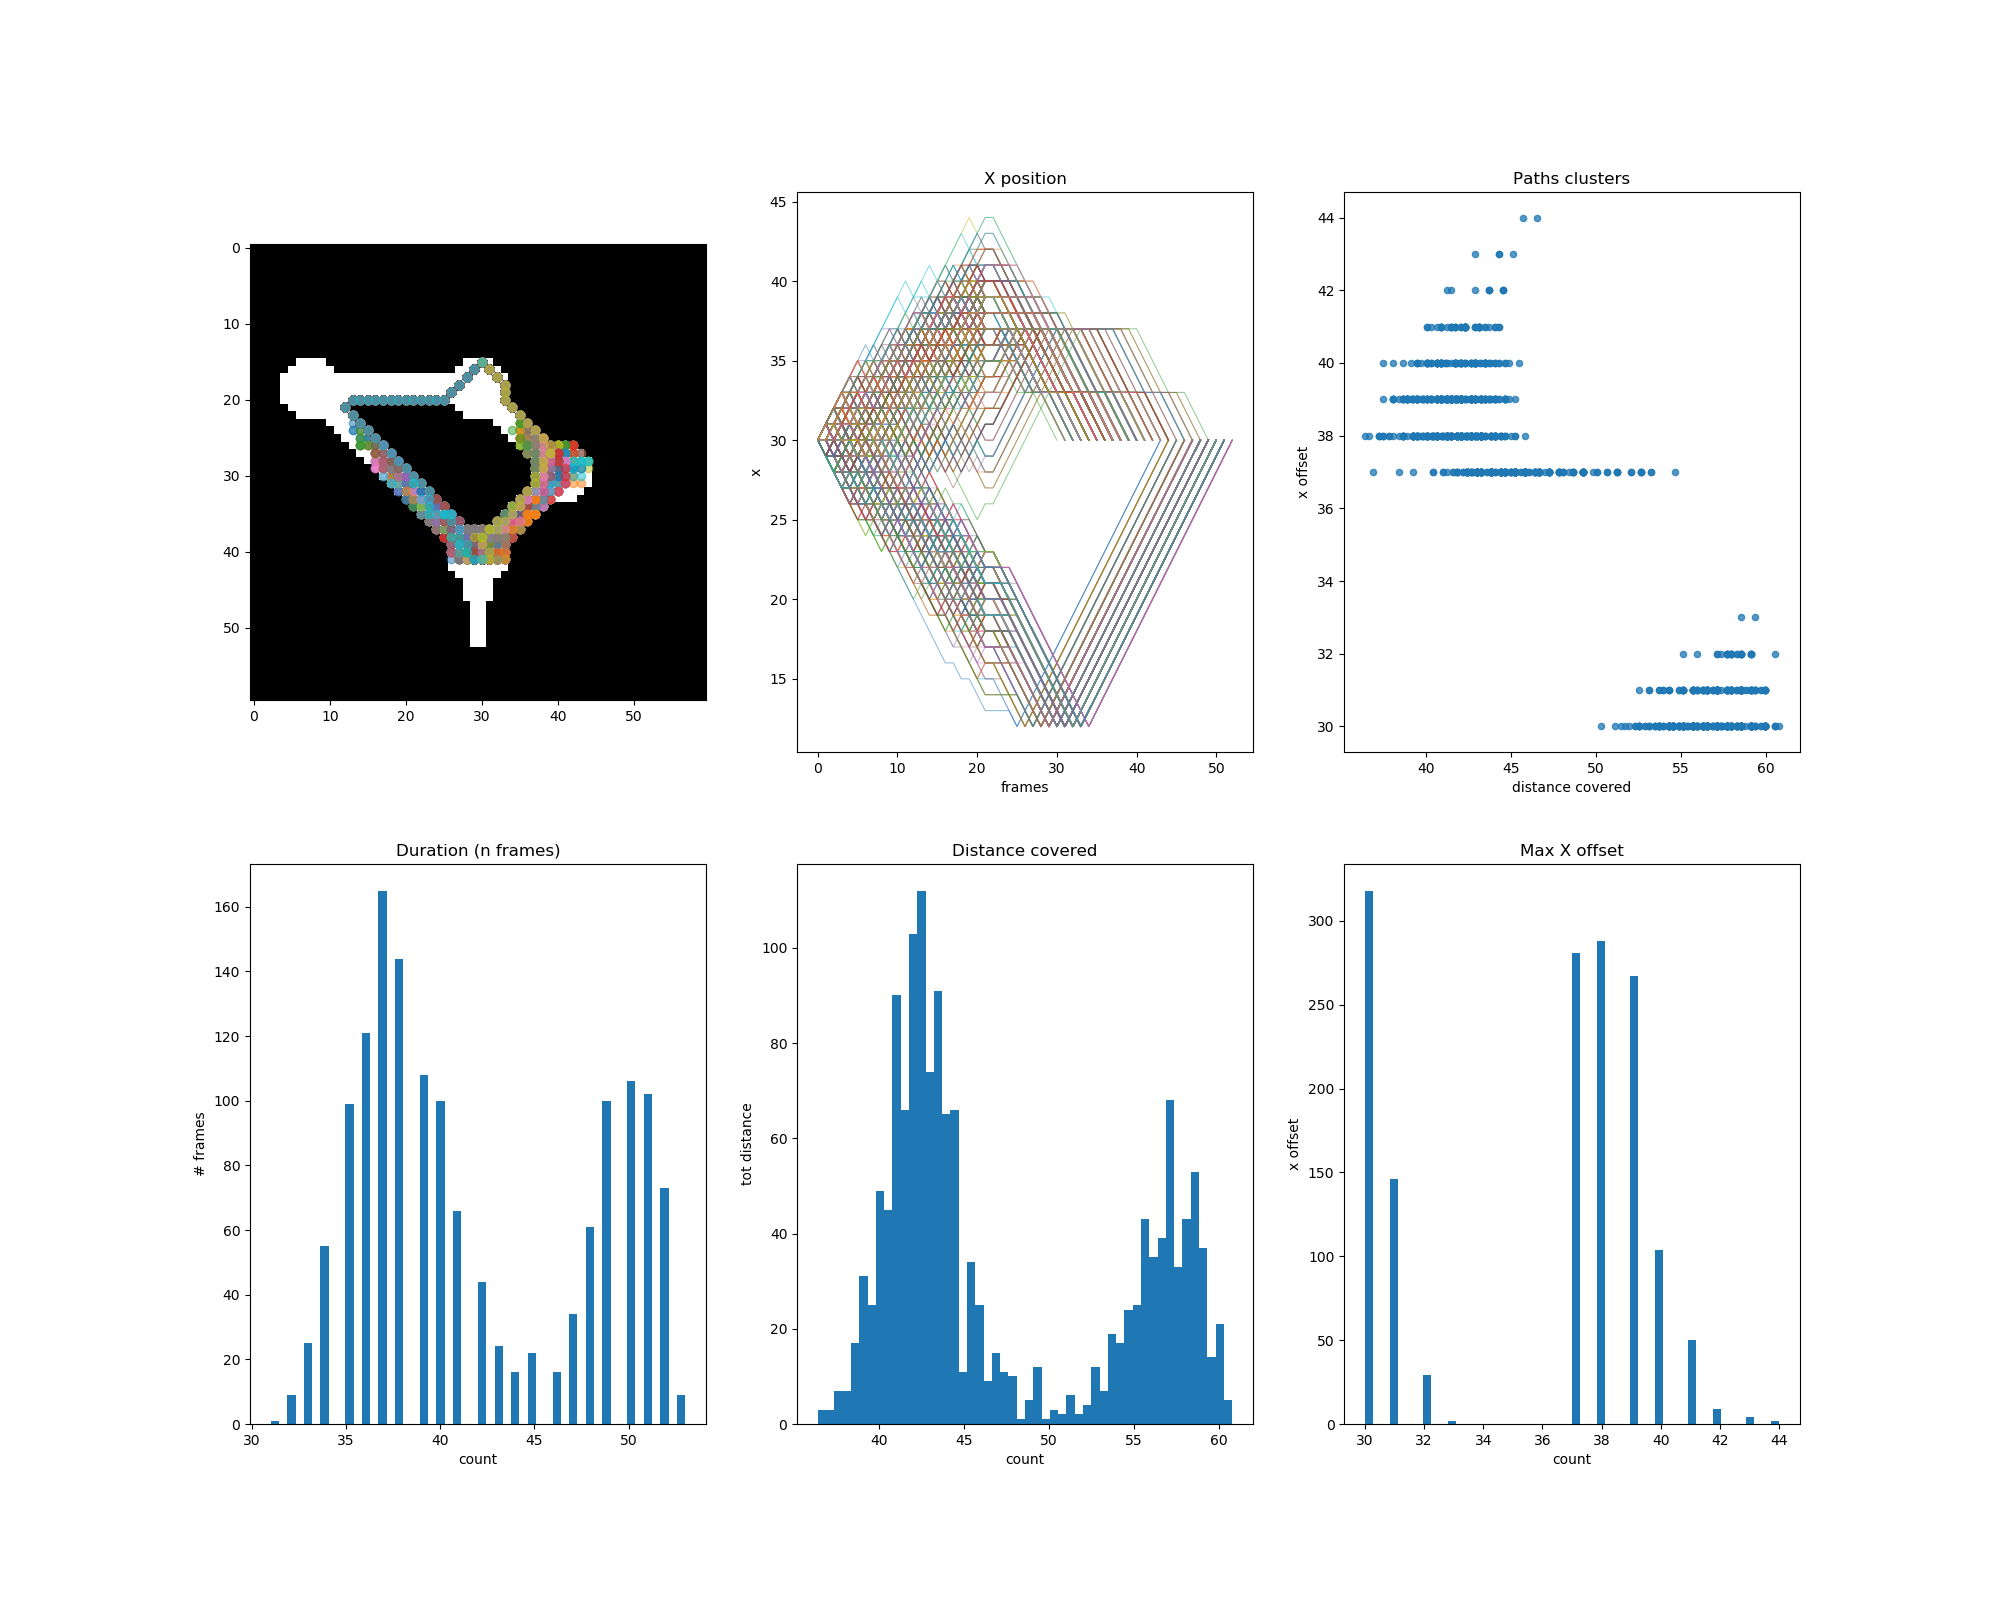 X position
Paths clusters
0
10
20
30
40
50
0 10 20 30 40 50
x
45
40
35
30
25
20
15
0 10 20 30 40 50
frames
x offset
44
42
40
38
36
34
32
30
40 45 50 55 60
distance covered
Duration (n frames)
Distance covered
Max X offset
# frames
160
140
120
100
80
60
40
20
0
30 35 40 45 50
count
tot distance
100
80
60
40
20
0
40 45 50 55 60
count
x offset
300
250
200
150
100
50
0
30 32 34 36 38 40 42 44
count